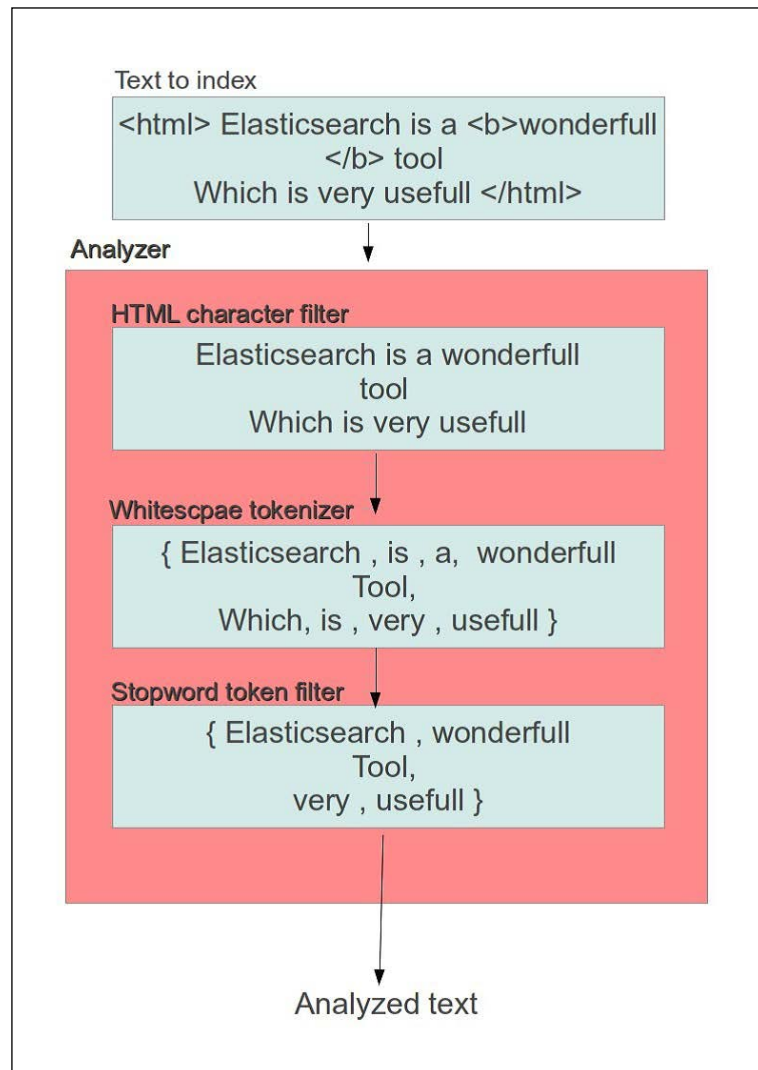 Text to index
<html> Elasticsearch is a <b>wonderfull
</b> tool
Which is very usefull </html>
Analyzer
HTML character filter
Elasticsearch is a wonderfull
tool
Which is very usefull
Whitescpae tokenizer
{ Elasticsearch , is , a, wonderfull
Tool,
Which, is , very , usefull }
Stopword token filter
{ Elasticsearch , wonderfull
Tool,
very , usefull }
Analyzed text